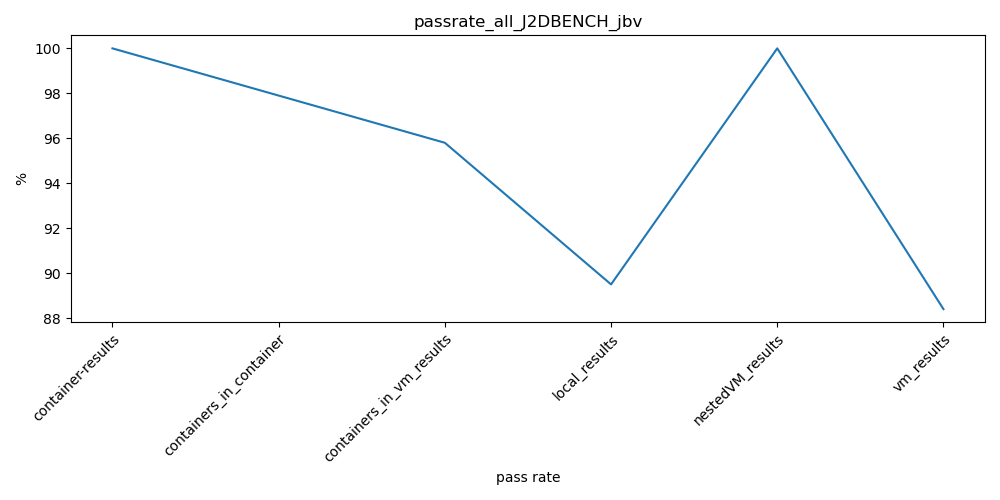 passrate_all_J2DBENCH_jbv
%
100
98
96
94
92
90
88
container-results
containers_in_container
containers_in_vm_results
local_results
nestedVM_results
vm_results
pass rate